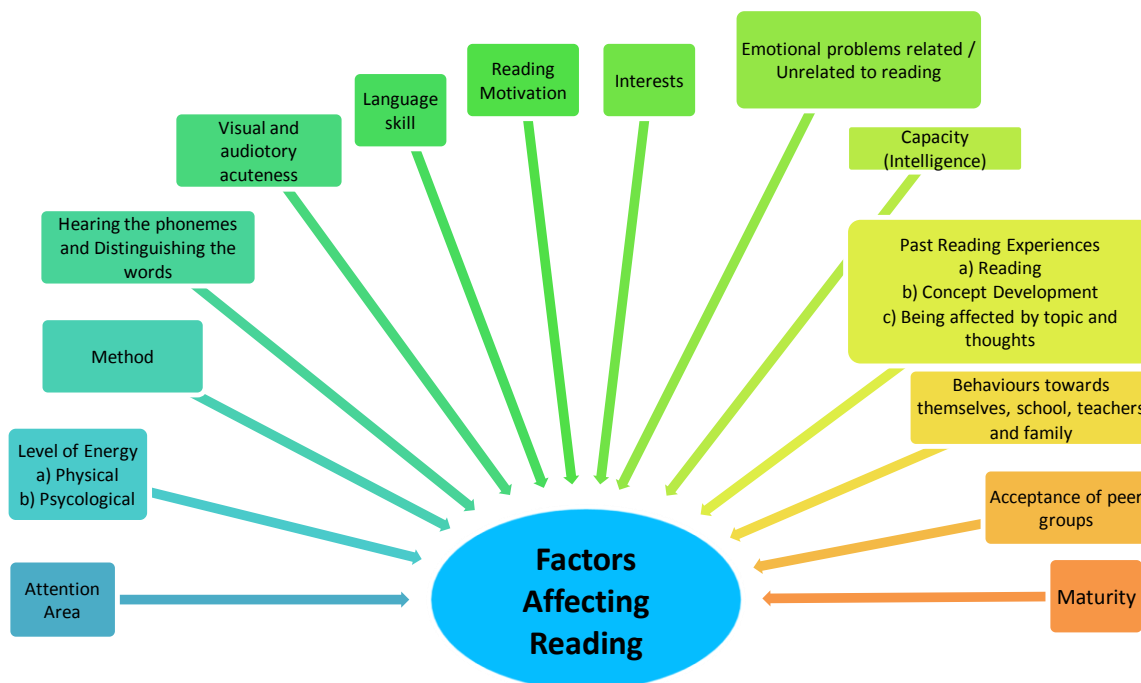 Emotional problems related /
Unrelated to reading
Reading
Motivation
Interests
Language
skill
Visual and
audiotory
acuteness
Capacity
(Intelligence)
Hearing the phonemes
and Distinguishing the
words
Past Reading Experiences
a) Reading
b) Concept Development
c) Being affected by topic and
thoughts
Method
Behaviours towards
themselves, school, teachers
and family
Level of Energy
a) Physical
b) Psycological
Acceptance of peer
groups
Attention
Area
Maturity
Factors
Affecting
Reading